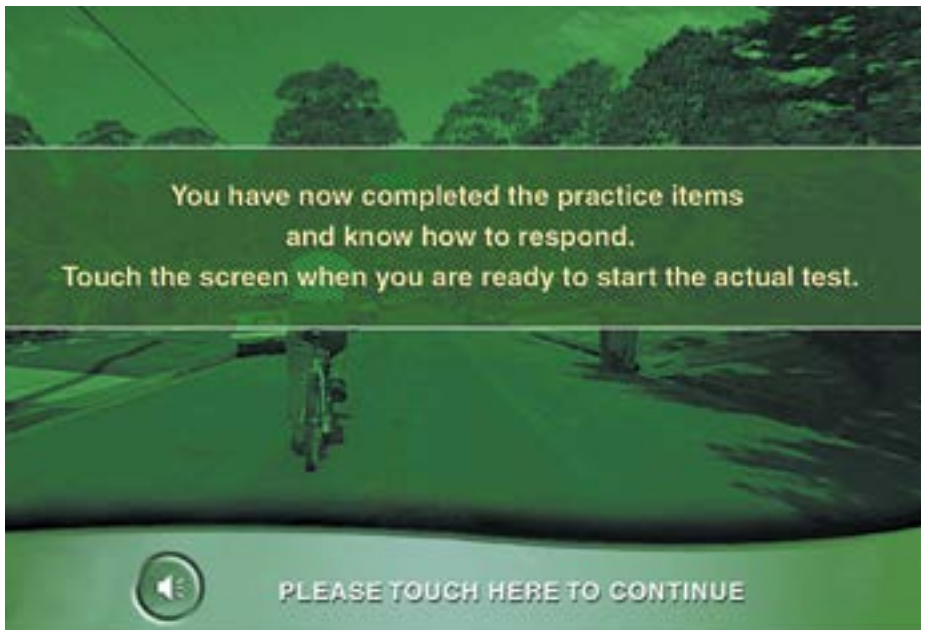 You have now completed the practice items
and know how to respond.
Touch the screen when you are ready to start the actual test.
PLEASE TOUCH HERE TO CONTINUE